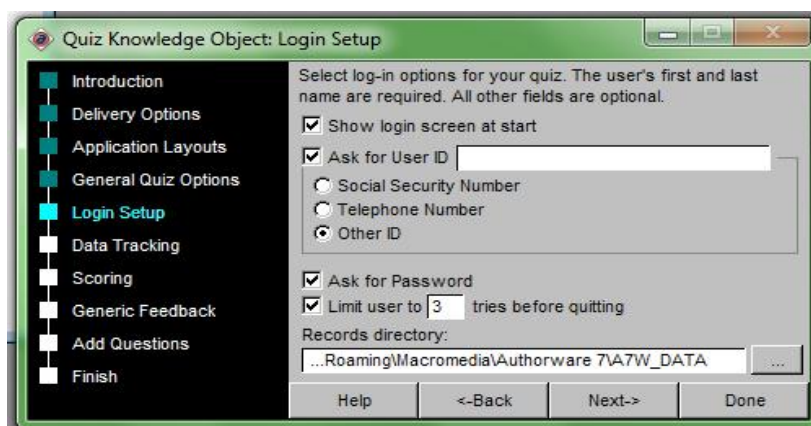 Quiz Knowledge Object: Login Setup
Introduction
Delivery Options
Application Layouts
General Quiz Options
Login Setup
Data Tracking
Scoring
Generic Feedback
Add Questions
Finish
Select log-in options for your quiz. The user's first and last
name are required. All other fields are optional.
Show login screen at start
Ask for User ID
Social Security Number
Telephone Number
Other ID
Ask for Password
Limit user to 3 tries before quitting
Records directory:
...Roaming\Macromedia\Authorware 7\A7W_DATA
...
Help
<-Back
Next->
Done